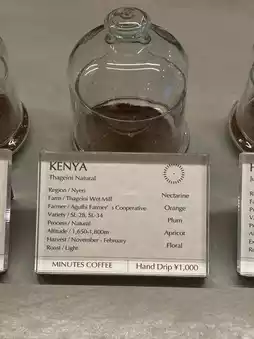 KENYA
Thageini Natural
Region / Nyeri
Farm / Thageini Wet Mill
Farmer / Aguthi Farmer's Cooperative
Variety / SL-28, SL-34
Process / Natural
Altitude / 1,650-1,800m
Harvest / November - February
Roast / Light
Nectarine
Orange
Plum
Apricot
Floral
MINUTES COFFEE
Hand Drip ¥1,000